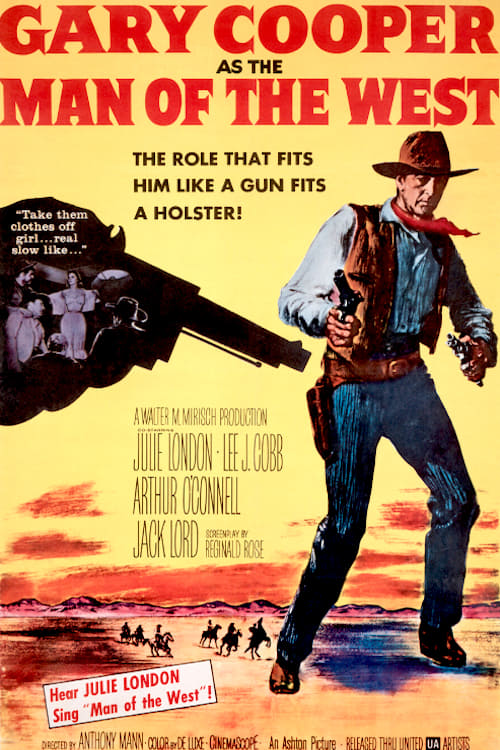 GARY COOPER
AS THE
MAN OF THE WEST
THE ROLE THAT FITS
HIM LIKE A GUN FITS
A HOLSTER!
"Take them
clothes off
girl...real
slow like..."
A WALTER M. MIRISCH PRODUCTION
CO-STARRING
JULIE LONDON · LEE J. COBB
ARTHUR O'CONNELL
JACK LORD
SCREENPLAY BY
REGINALD ROSE
Hear JULIE LONDON
Sing "Man of the West"!
DIRECTED BY ANTHONY MANN · COLOR BY DE LUXE · CINEMASCOPE · An Ashton Picture · RELEASED THRU UNITED UA ARTISTS